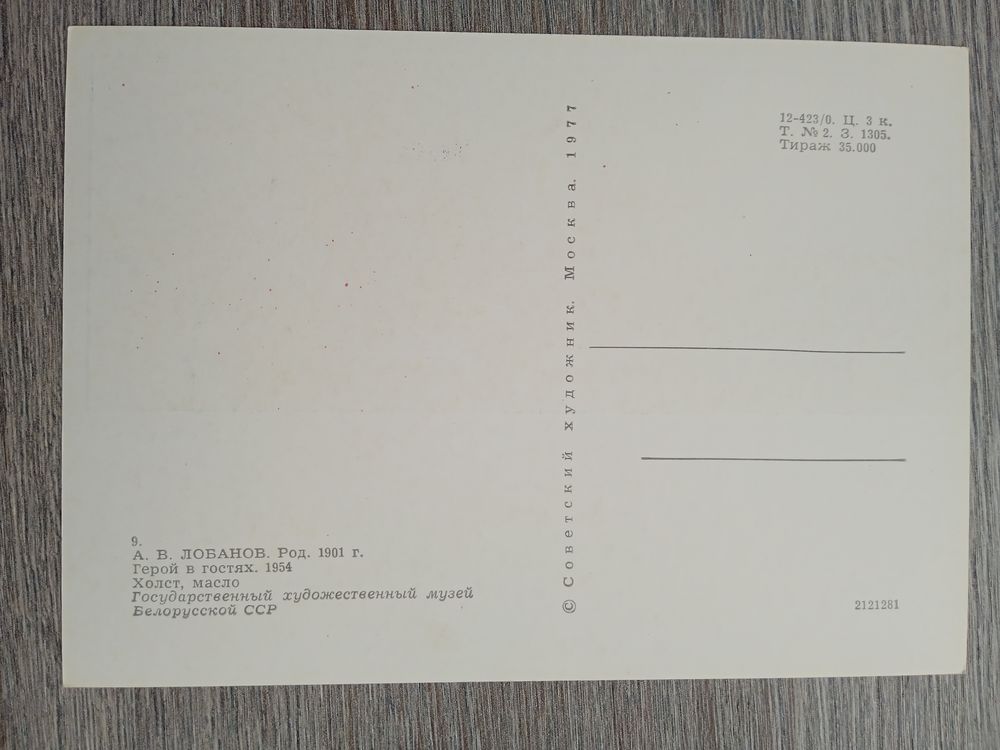 9.
А. В. ЛОБАНОВ. Род. 1901 г.
Герой в гостях. 1954
Холст, масло
Государственный художественный музей
Белорусской ССР
© Советский художник. Москва. 1977
12-423/0. Ц. 3 к.
Т. № 2. З. 1305.
Тираж 35.000
2121281